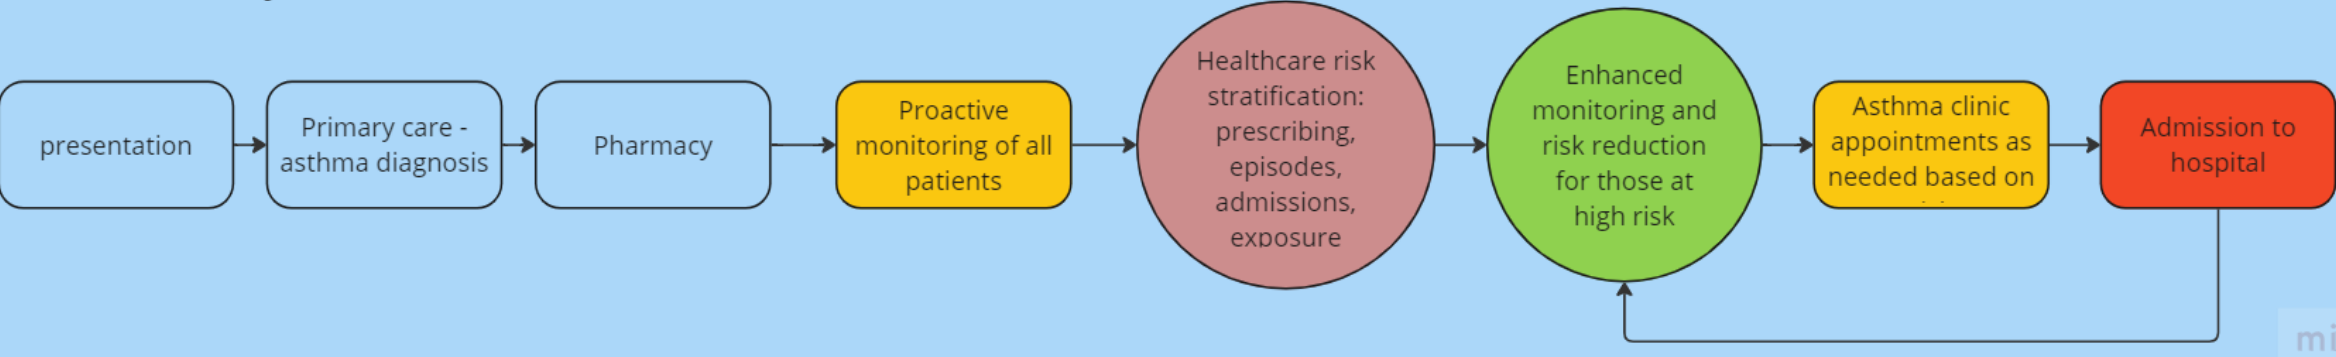 presentation
Primary care -
asthma diagnosis
Pharmacy
Proactive
monitoring of all
patients
Healthcare risk
stratification:
prescribing,
episodes,
admissions,
exposure
Enhanced
monitoring and
risk reduction
for those at
high risk
Asthma clinic
appointments as
needed based on
Admission to
hospital
mi